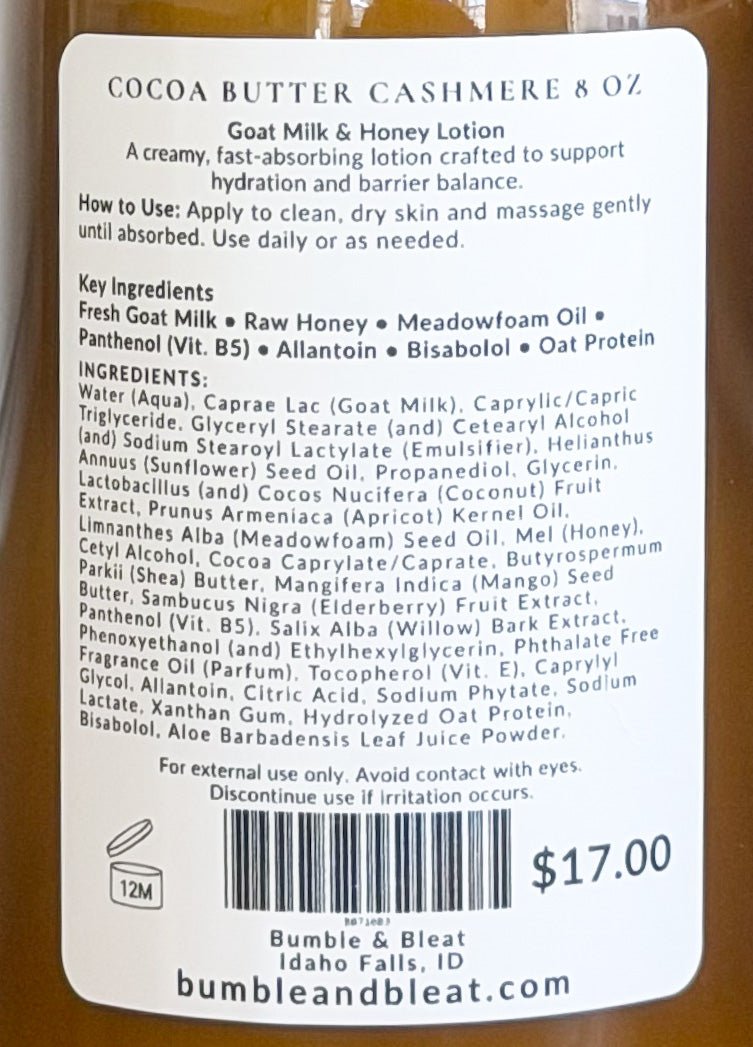 COCOA BUTTER CASHMERE 8 OZ
Goat Milk & Honey Lotion
A creamy, fast-absorbing lotion crafted to support
hydration and barrier balance.
How to Use: Apply to clean, dry skin and massage gently
until absorbed. Use daily or as needed.
Key Ingredients
Fresh Goat Milk • Raw Honey • Meadowfoam Oil •
Panthenol (Vit. B5) • Allantoin • Bisabolol • Oat Protein
INGREDIENTS:
Water (Aqua), Caprae Lac (Goat Milk), Caprylic/Capric
Triglyceride, Glyceryl Stearate (and) Cetearyl Alcohol
(and) Sodium Stearoyl Lactylate (Emulsifier), Helianthus
Annuus (Sunflower) Seed Oil, Propanediol, Glycerin,
Lactobacillus (and) Cocos Nucifera (Coconut) Fruit
Extract, Prunus Armeniaca (Apricot) Kernel Oil,
Limnanthes Alba (Meadowfoam) Seed Oil, Mel (Honey),
Cetyl Alcohol, Cocoa Caprylate/Caprate, Butyrospermum
Parkii (Shea) Butter, Mangifera Indica (Mango) Seed
Butter, Sambucus Nigra (Elderberry) Fruit Extract,
Panthenol (Vit. B5), Salix Alba (Willow) Bark Extract,
Phenoxyethanol (and) Ethylhexylglycerin, Phthalate Free
Fragrance Oil (Parfum), Tocopherol (Vit. E), Caprylyl
Glycol, Allantoin, Citric Acid, Sodium Phytate, Sodium
Lactate, Xanthan Gum, Hydrolyzed Oat Protein,
Bisabolol, Aloe Barbadensis Leaf Juice Powder.
For external use only. Avoid contact with eyes.
Discontinue use if irritation occurs.
12M
$17.00
Bumble & Bleat
Idaho Falls, ID
bumbleandbleat.com